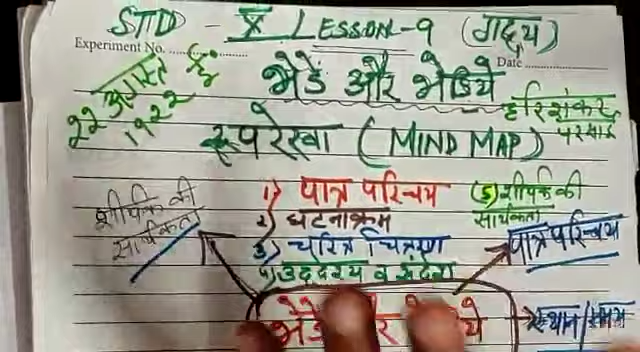 STD - X LESSON-9 (गद्य)
Experiment No.
Date
भेड़ें और भेड़िये
हरिशंकर
परसाई
22 अगस्त
1922
रूपरेखा (MIND MAP)
1) पात्र परिचय
2) घटनाक्रम
3) चरित्र चित्रण
4) उद्देश्य व संदेश
(5) शीर्षक की
सार्थकता
शीर्षक की
सार्थकता
पात्र परिचय
स्थान/समय